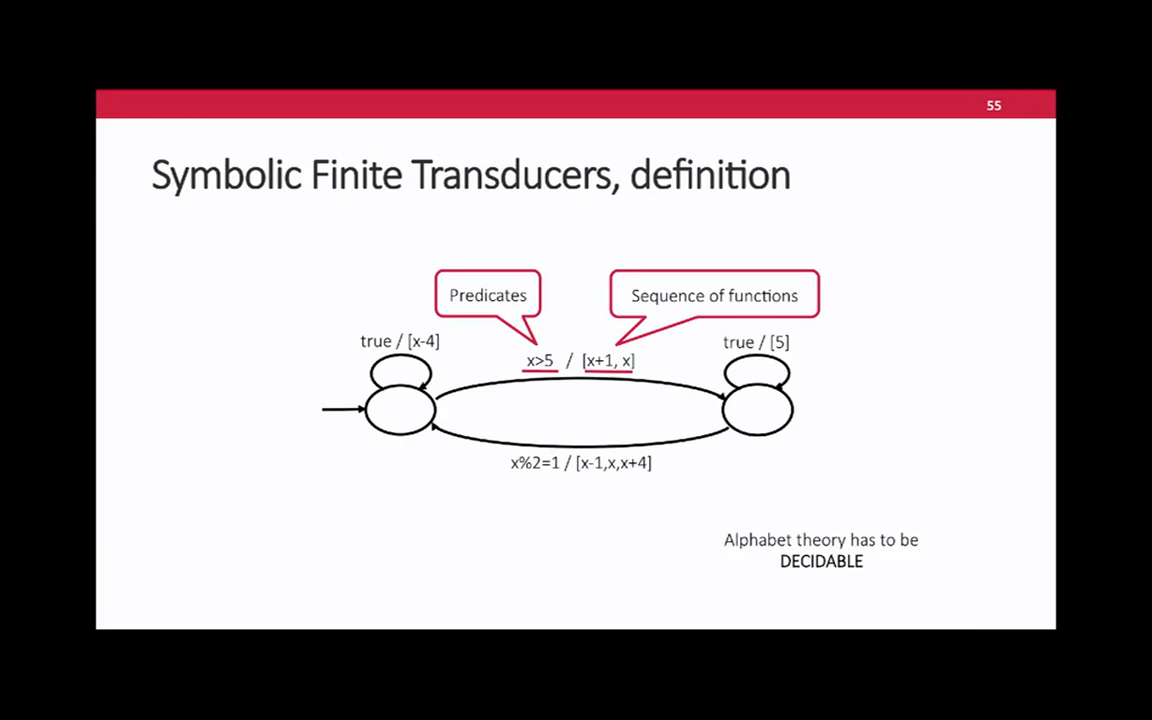 55
Symbolic Finite Transducers, definition
Predicates
Sequence of functions
true / [x-4]
x>5 / [x+1, x]
true / [5]
x%2=1 / [x-1,x,x+4]
Alphabet theory has to be
DECIDABLE